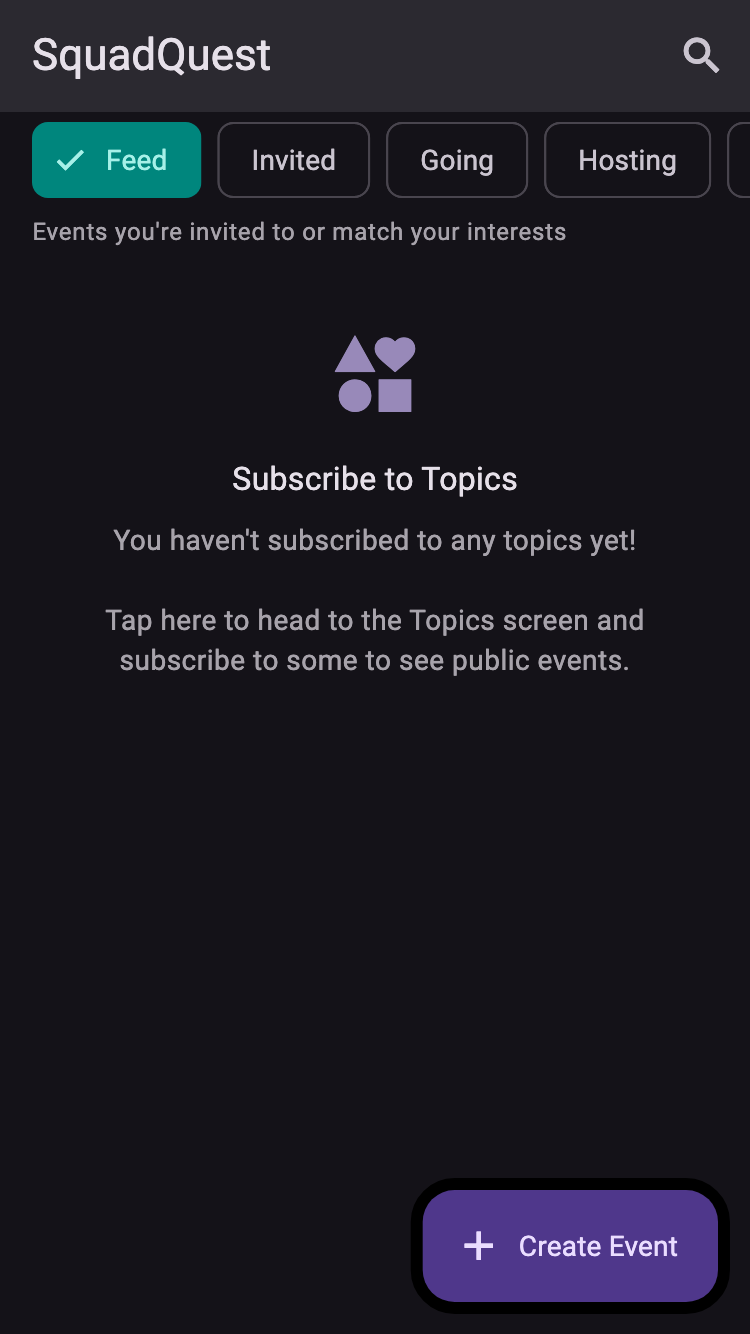 SquadQuest
Feed
Invited
Going
Hosting
Events you're invited to or match your interests
Subscribe to Topics
You haven't subscribed to any topics yet!
Tap here to head to the Topics screen and
subscribe to some to see public events.
Create Event